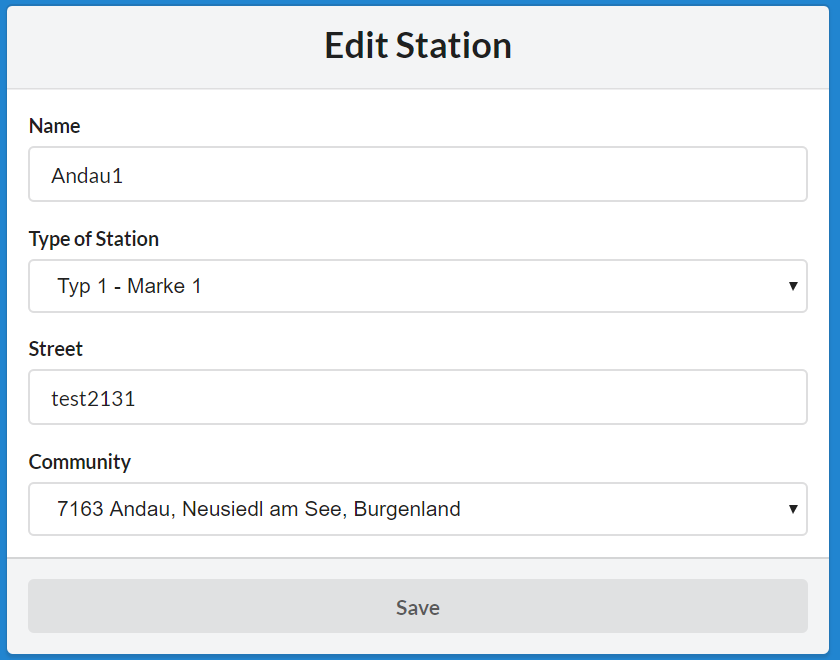 Edit Station
Name
Andau1
Type of Station
Typ 1 - Marke 1
Street
test2131
Community
7163 Andau, Neusiedl am See, Burgenland
Save